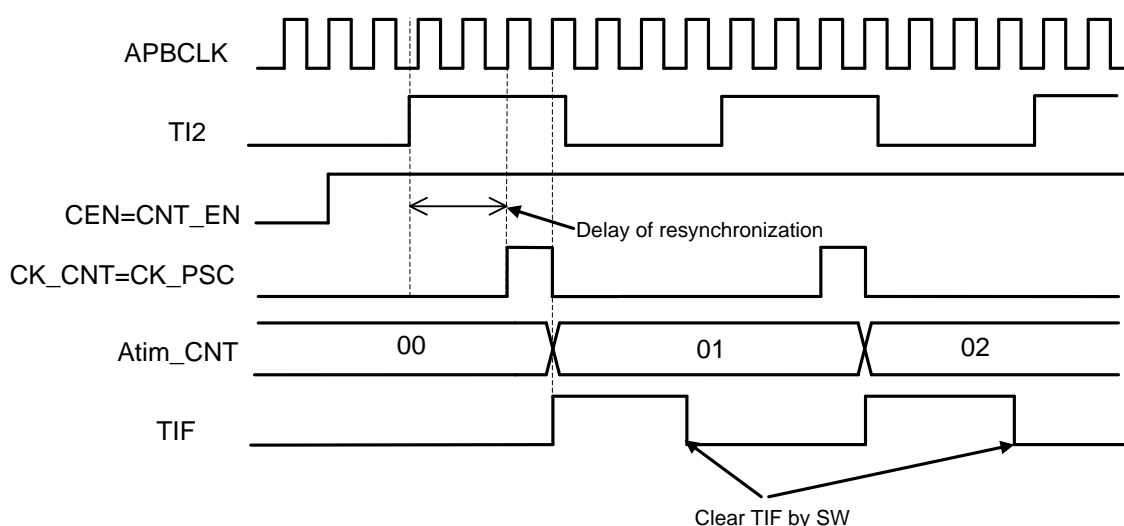 APBCLK
TI2
CEN=CNT_EN
Delay of resynchronization
CK_CNT=CK_PSC
Atim_CNT
00
01
02
TIF
Clear TIF by SW